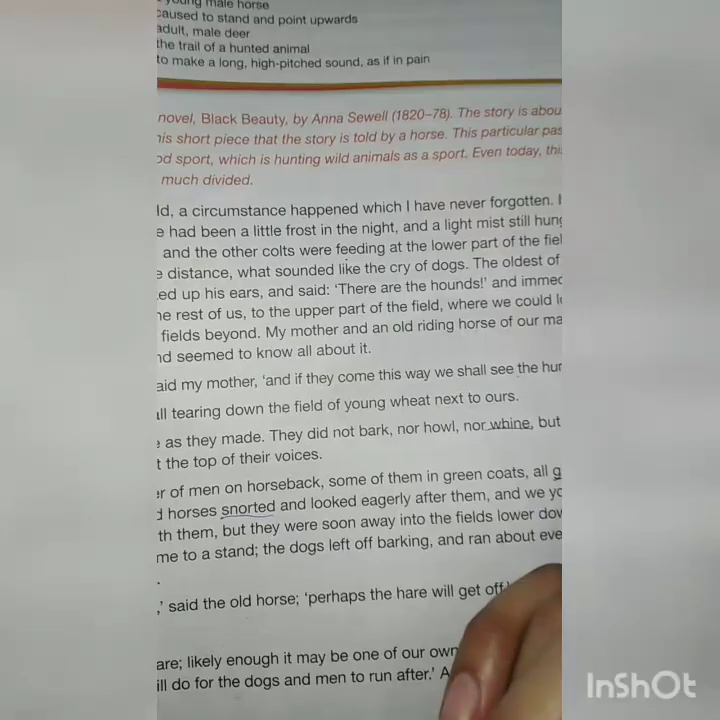 young male horse
caused to stand and point upwards
adult, male deer
the trail of a hunted animal
to make a long, high-pitched sound, as if in pain
novel, Black Beauty, by Anna Sewell (1820–78). The story is abou
his short piece that the story is told by a horse. This particular pas
od sport, which is hunting wild animals as a sport. Even today, thi
much divided.
ld, a circumstance happened which I have never forgotten. I
e had been a little frost in the night, and a light mist still hung
and the other colts were feeding at the lower part of the fiel
e distance, what sounded like the cry of dogs. The oldest of
ked up his ears, and said: 'There are the hounds!' and immed
he rest of us, to the upper part of the field, where we could l
fields beyond. My mother and an old riding horse of our ma
nd seemed to know all about it.
aid my mother, 'and if they come this way we shall see the hun
all tearing down the field of young wheat next to ours.
e as they made. They did not bark, nor howl, nor whine, but
t the top of their voices.
er of men on horseback, some of them in green coats, all g
d horses snorted and looked eagerly after them, and we yo
th them, but they were soon away into the fields lower dow
me to a stand; the dogs left off barking, and ran about eve
.
,' said the old horse; 'perhaps the hare will get off.'
are; likely enough it may be one of our own
ill do for the dogs and men to run after.' A
InShOt